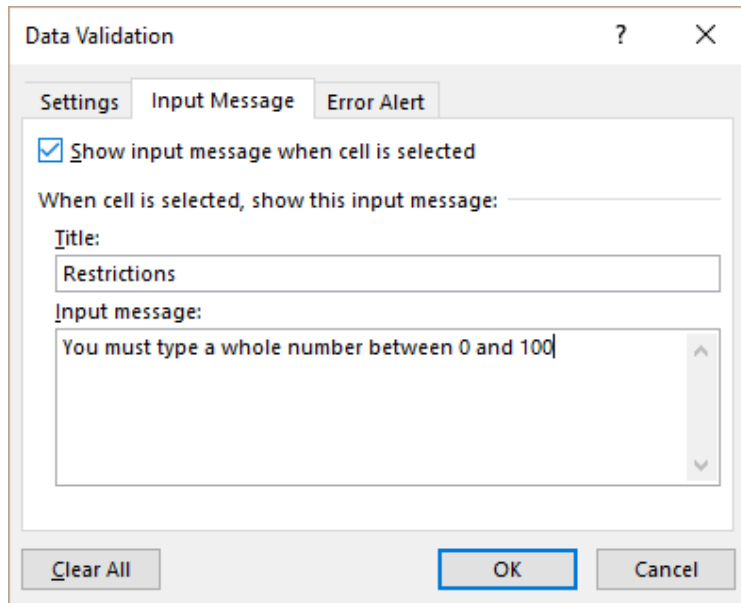 Data Validation ? X
Settings Input Message Error Alert
Show input message when cell is selected
When cell is selected, show this input message:
Title:
Restrictions
Input message:
You must type a whole number between 0 and 100
Clear All OK Cancel